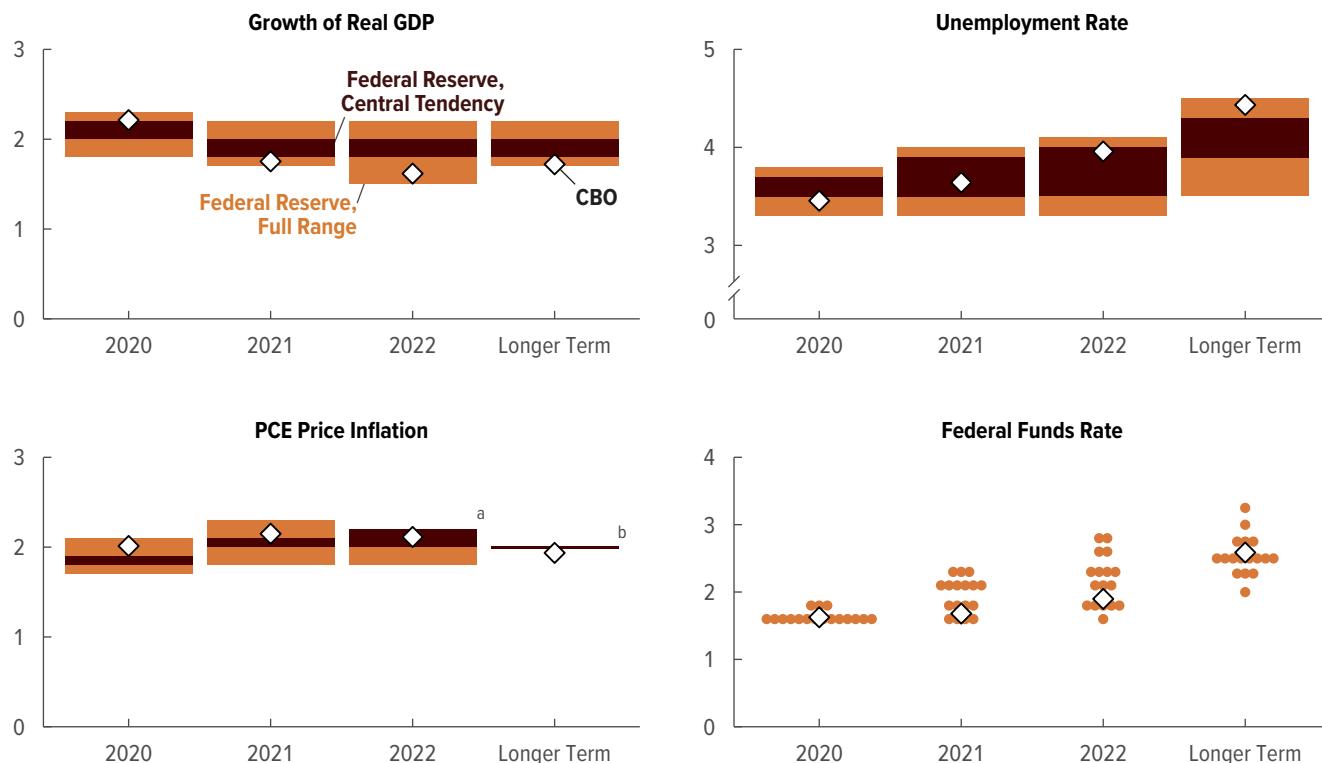 Growth of Real GDP
3
2
1
0
Federal Reserve,
Central Tendency
Federal Reserve,
Full Range
CBO
2020 2021 2022 Longer Term
Unemployment Rate
5
4
3
0
2020 2021 2022 Longer Term
PCE Price Inflation
3
2
1
0
a
b
2020 2021 2022 Longer Term
Federal Funds Rate
4
3
2
1
0
2020 2021 2022 Longer Term